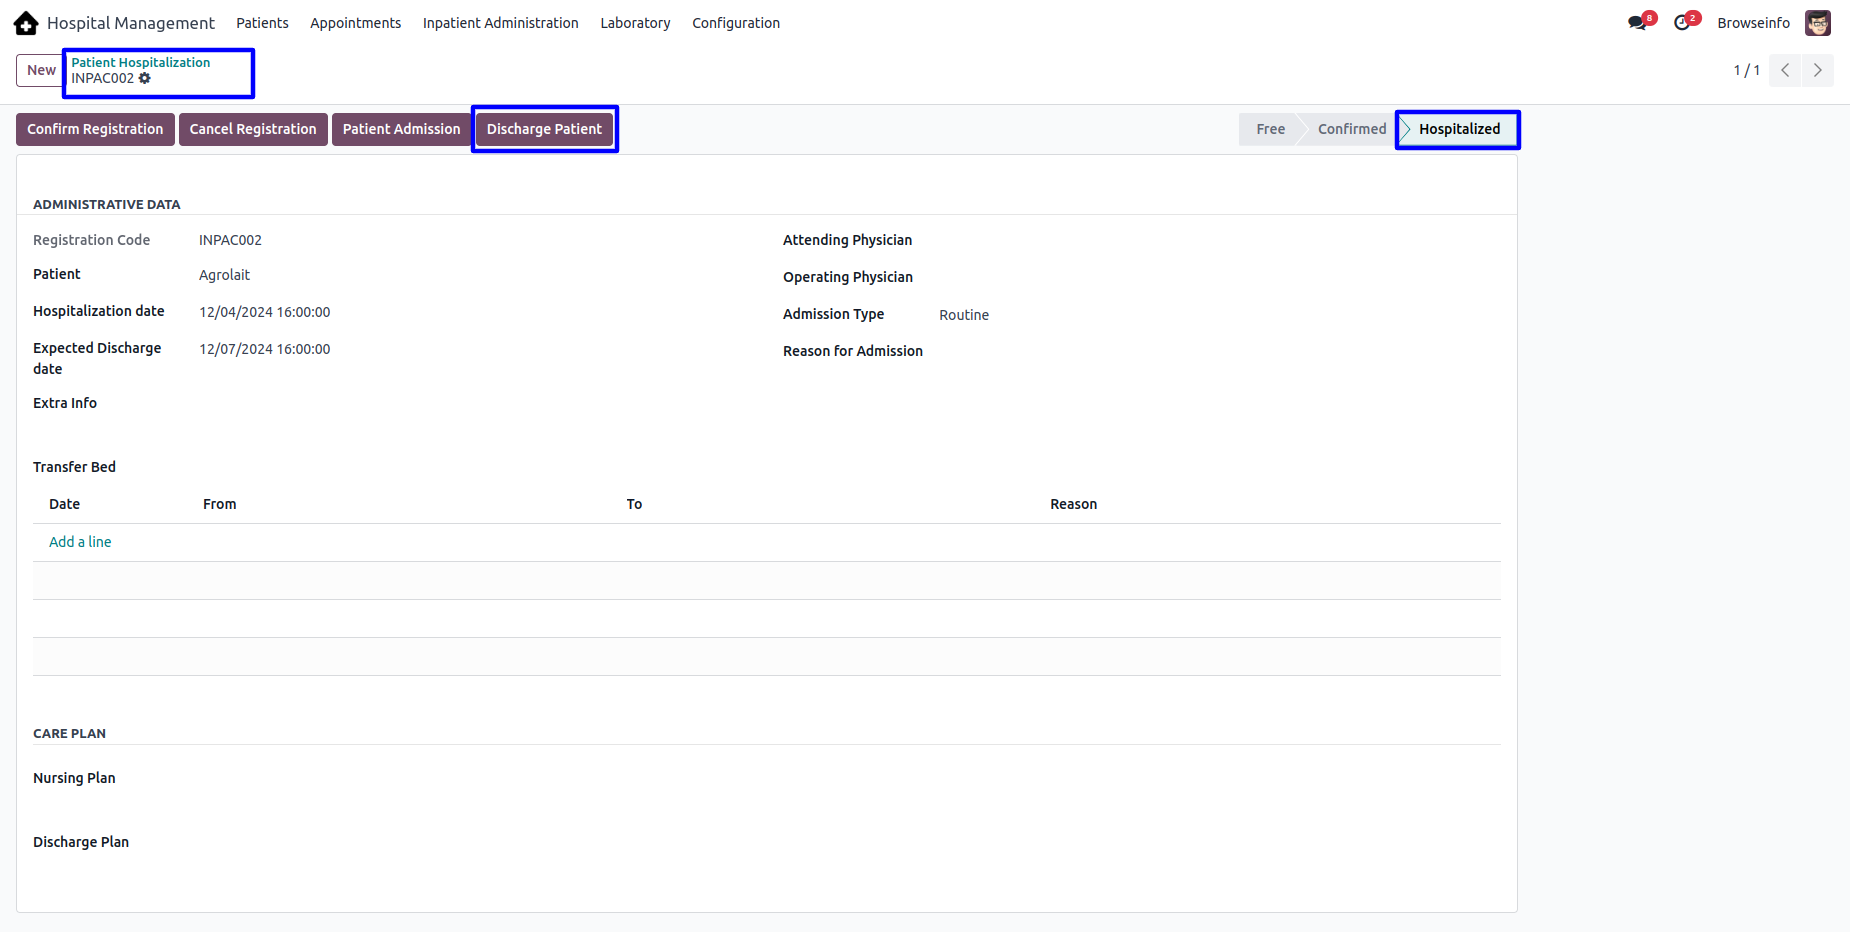 Hospital Management Patients Appointments Inpatient Administration Laboratory Configuration 8 2 Browseinfo
New Patient Hospitalization
INPAC002
1 / 1
Confirm Registration Cancel Registration Patient Admission Discharge Patient Free Confirmed Hospitalized
ADMINISTRATIVE DATA
Registration Code INPAC002 Attending Physician
Patient Agrolait Operating Physician
Hospitalization date 12/04/2024 16:00:00 Admission Type Routine
Expected Discharge date 12/07/2024 16:00:00 Reason for Admission
Extra Info
Transfer Bed
Date From To Reason
Add a line
CARE PLAN
Nursing Plan
Discharge Plan